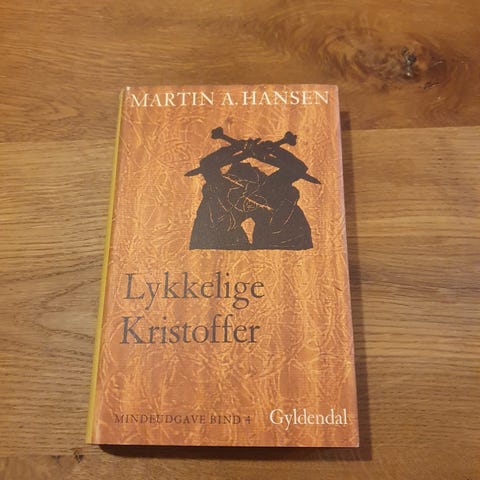 MARTIN A. HANSEN
Lykkelige
Kristoffer
MINDEUDGAVE BIND 4 Gyldendal